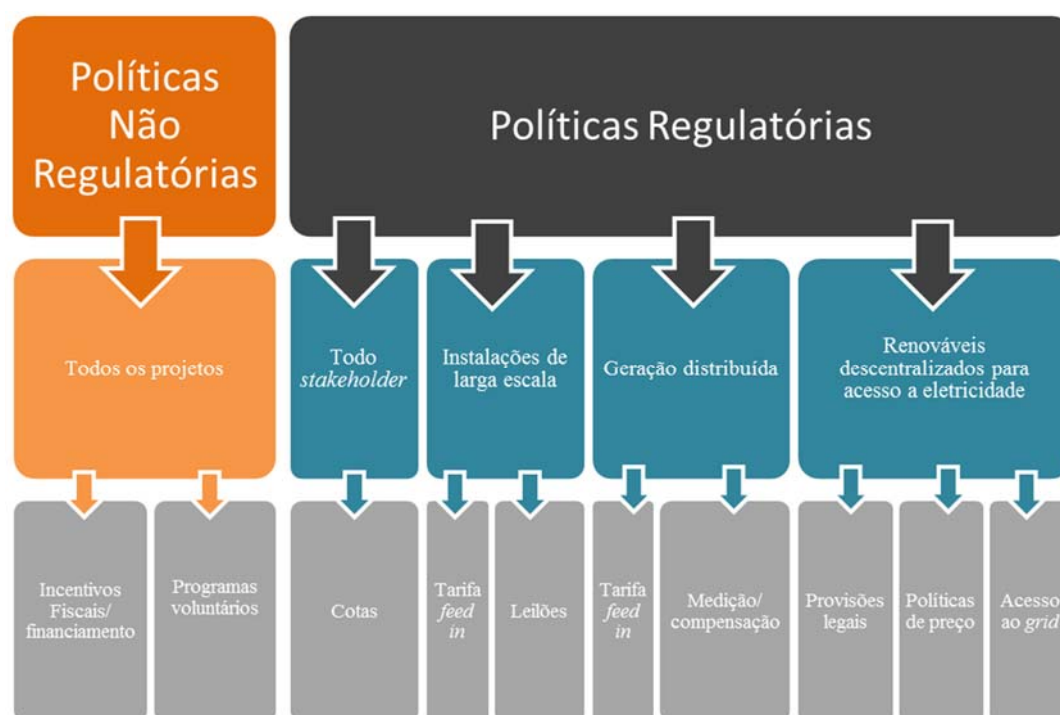 Políticas
Não
Regulatórias
Políticas Regulatórias
Todos os projetos
Todo
stakeholder
Instalações de
larga escala
Geração distribuída
Renováveis
descentralizados para
acesso a eletricidade
Incentivos
Fiscais/
financiamento
Programas
voluntários
Cotas
Tarifa
feed
in
Leilões
Tarifa
feed
in
Medição/
compensação
Provisões
legais
Políticas
de preço
Acesso
ao grid